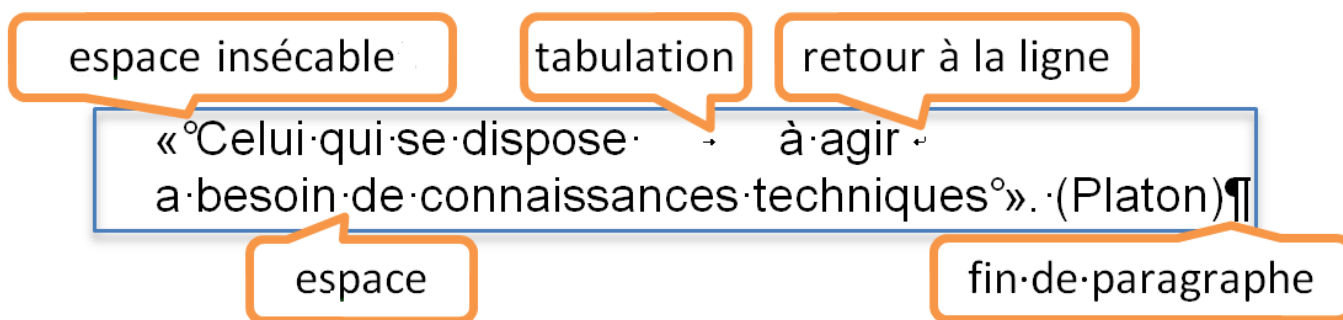 espace insécable tabulation retour à la ligne
«°Celui·qui·se·dispose· → à·agir ↵
a·besoin·de·connaissances·techniques°».·(Platon)¶
espace fin·de·paragraphe